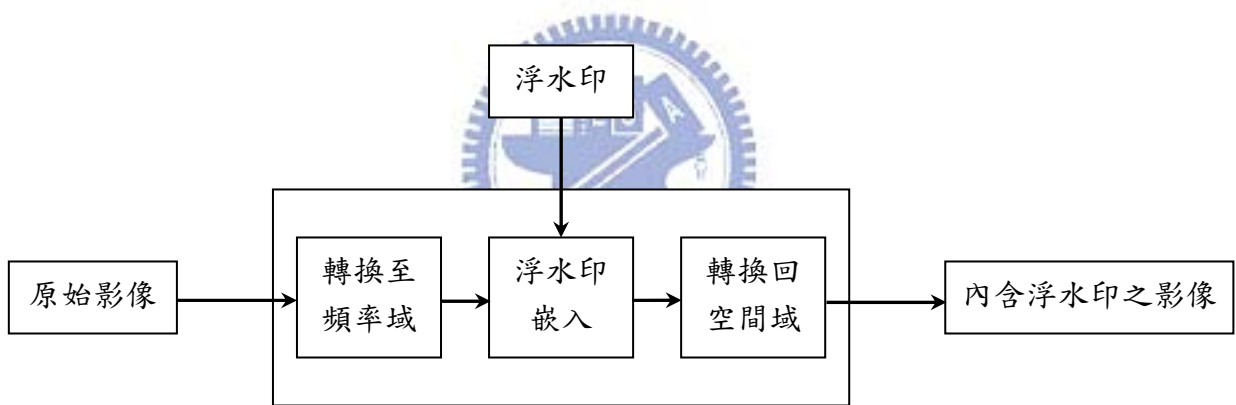 浮水印
原始影像
轉換至
頻率域
浮水印
嵌入
轉換回
空間域
內含浮水印之影像